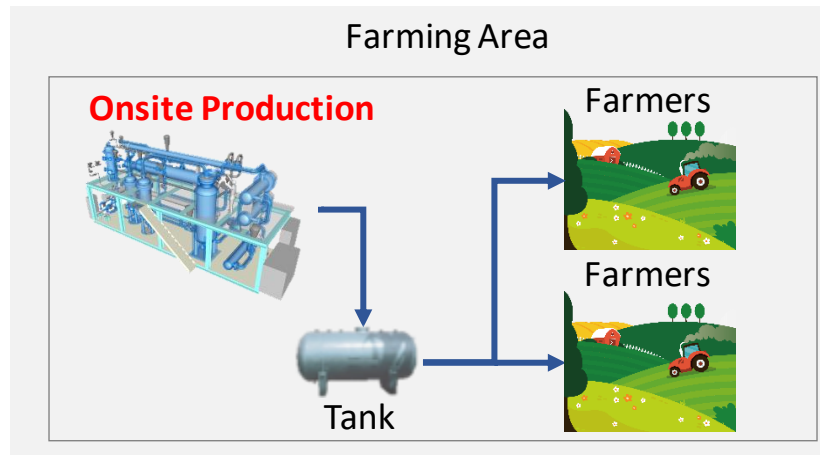 Farming Area
Onsite Production
Farmers
Farmers
Tank